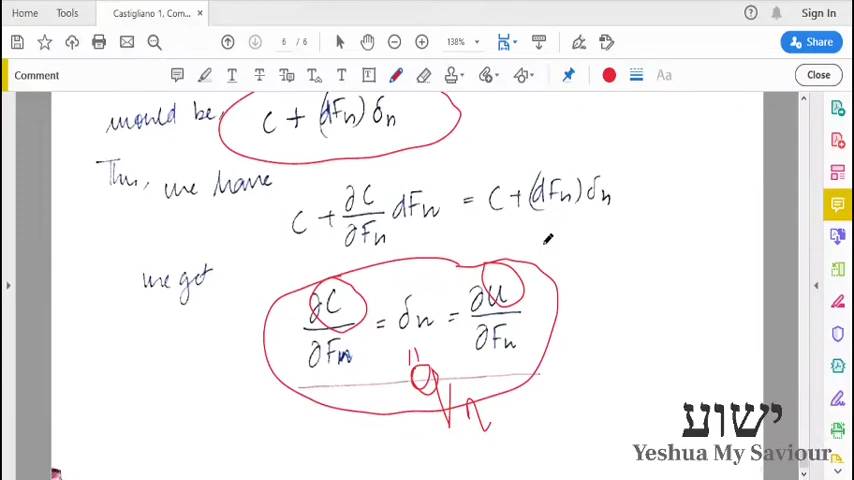 Home Tools Castigliano 1, Com... × Sign In
6 / 6 138%
Share
Comment Aa Close
would be, C + (dFn) δn
Thus, we have
C + ∂C/∂Fn dFn = C + (dFn) δn
we get
∂C/∂Fn = δn = ∂U/∂Fn
ישוע
Yeshua My Saviour